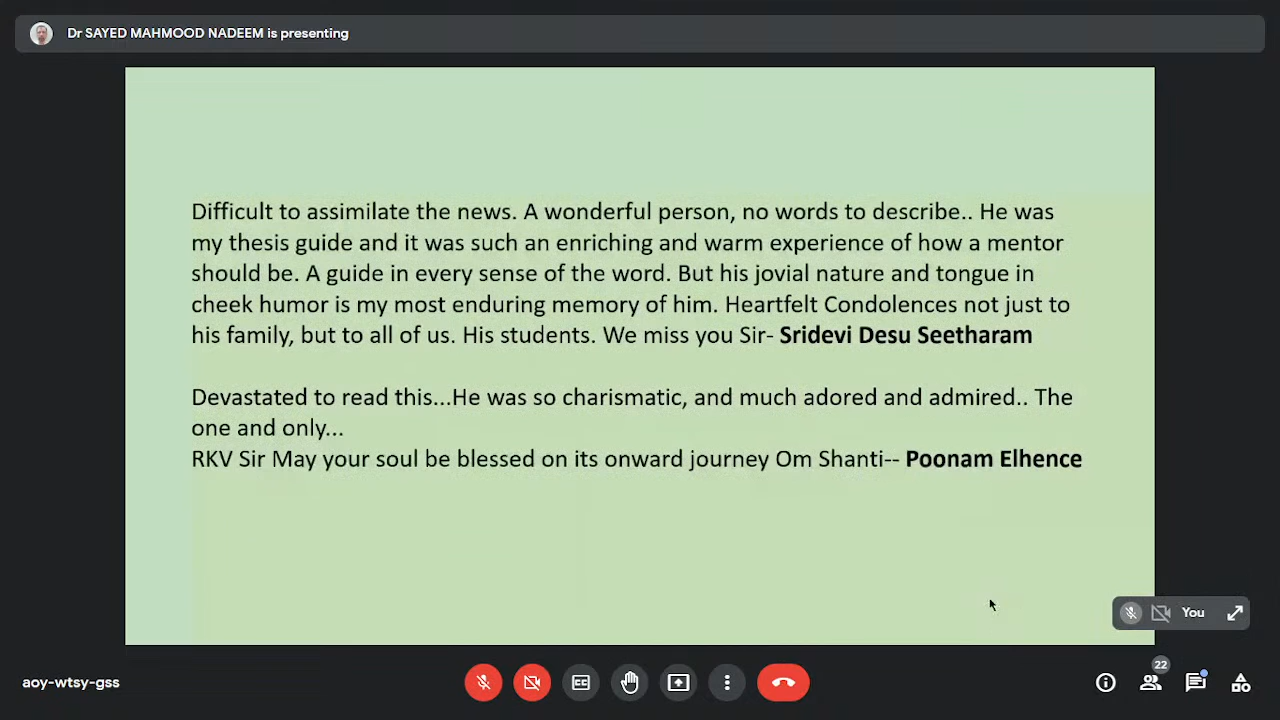 Dr SAYED MAHMOOD NADEEM is presenting
Difficult to assimilate the news. A wonderful person, no words to describe.. He was
my thesis guide and it was such an enriching and warm experience of how a mentor
should be. A guide in every sense of the word. But his jovial nature and tongue in
cheek humor is my most enduring memory of him. Heartfelt Condolences not just to
his family, but to all of us. His students. We miss you Sir- Sridevi Desu Seetharam
Devastated to read this...He was so charismatic, and much adored and admired.. The
one and only...
RKV Sir May your soul be blessed on its onward journey Om Shanti-- Poonam Elhence
You
aoy-wtsy-gss
CC
22